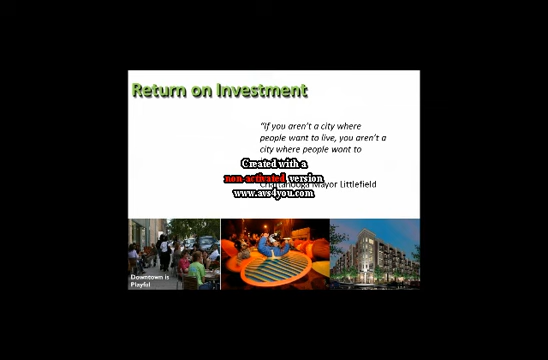 Return on Investment
"If you aren't a city where
people want to live, you aren't a
city where people want to
Created with a
non-activated version
www.avs4you.com
Chattanooga Mayor Littlefield
Downtown is
Playful